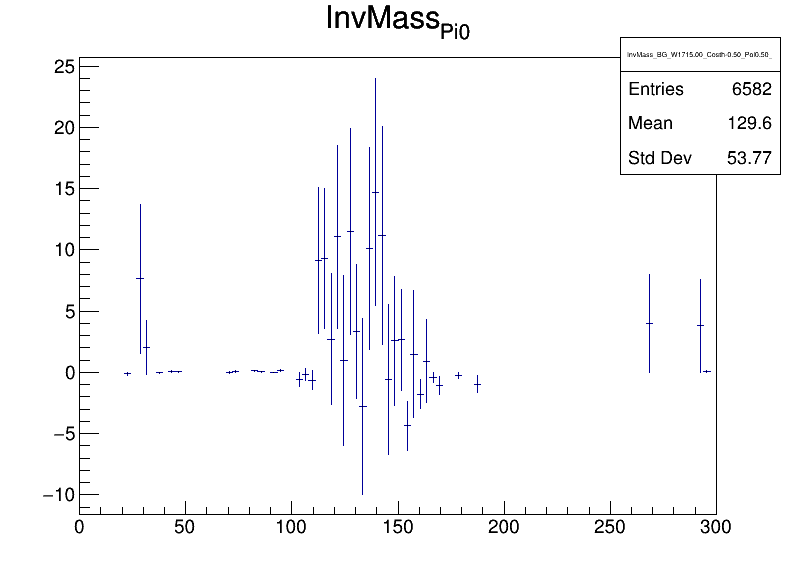 InvMass_Pi0
InvMass_BG_W1715.00_Costh-0.50_Pol0.50_
Entries 6582
Mean 129.6
Std Dev 53.77
25
20
15
10
5
0
−5
−10
0 50 100 150 200 250 300